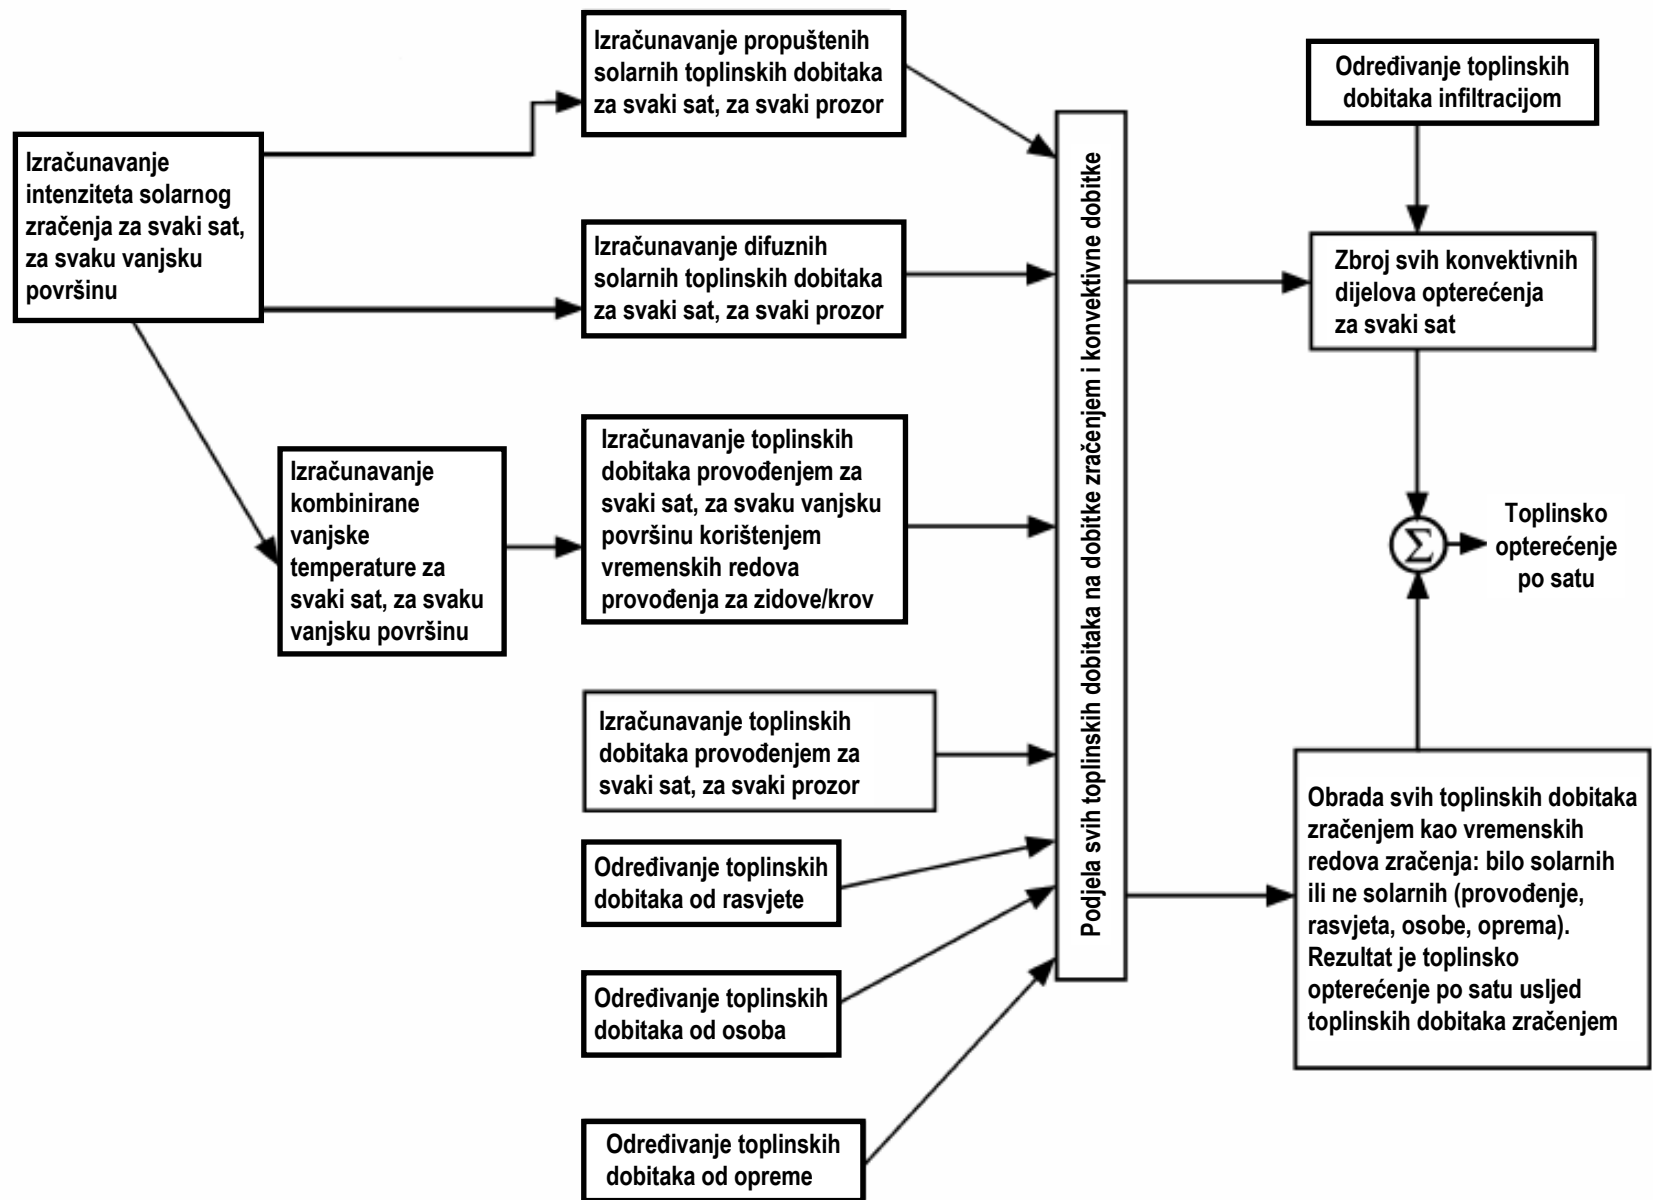 Izračunavanje propuštenih
solarnih toplinskih dobitaka
za svaki sat, za svaki prozor
Određivanje toplinskih
dobitaka infiltracijom
Izračunavanje
intenziteta solarnog
zračenja za svaki sat,
za svaku vanjsku
površinu
Izračunavanje difuznih
solarnih toplinskih dobitaka
za svaki sat, za svaki prozor
Podjela svih toplinskih dobitaka na dobitke zračenjem i konvektivne dobitke
Zbroj svih konvektivnih
dijelova opterećenja
za svaki sat
Izračunavanje
kombinirane
vanjske
temperature za
svaki sat, za svaku
vanjsku površinu
Izračunavanje toplinskih
dobitaka provođenjem za
svaki sat, za svaku vanjsku
površinu korištenjem
vremenskih redova
provođenja za zidove/krov
Σ
Toplinsko
opterećenje
po satu
Izračunavanje toplinskih
dobitaka provođenjem za
svaki sat, za svaki prozor
Određivanje toplinskih
dobitaka od rasvjete
Određivanje toplinskih
dobitaka od osoba
Određivanje toplinskih
dobitaka od opreme
Obrada svih toplinskih dobitaka
zračenjem kao vremenskih
redova zračenja: bilo solarnih
ili ne solarnih (provođenje,
rasvjeta, osobe, oprema).
Rezultat je toplinsko
opterećenje po satu usljed
toplinskih dobitaka zračenjem